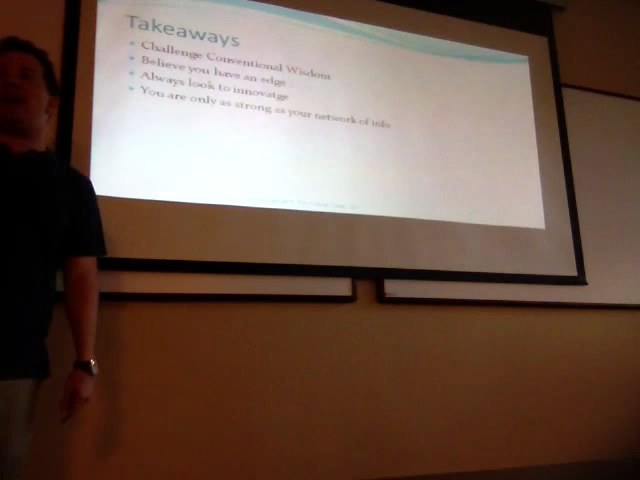 Takeaways
Challenge Conventional Wisdom
Believe you have an edge
Always look to innovatge
You are only as strong as your network of info